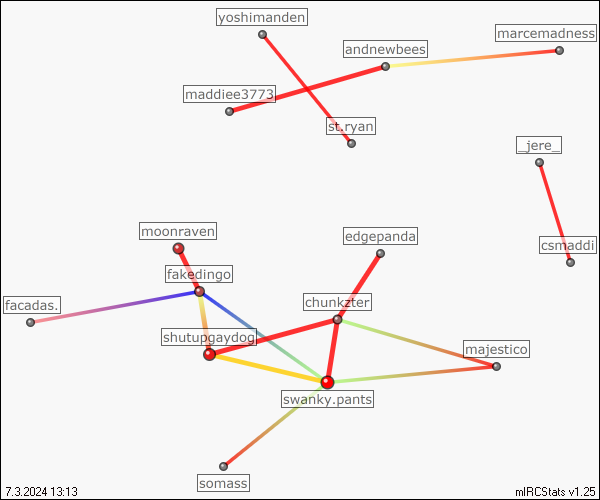 yoshimanden
marcemadness
andnewbees
maddiee3773
st.ryan
_jere_
moonraven
edgepanda
csmaddi
fakedingo
facadas.
chunkzter
shutupgaydog
majestico
swanky.pants
somass
7.3.2024 13:13
mIRCStats v1.25